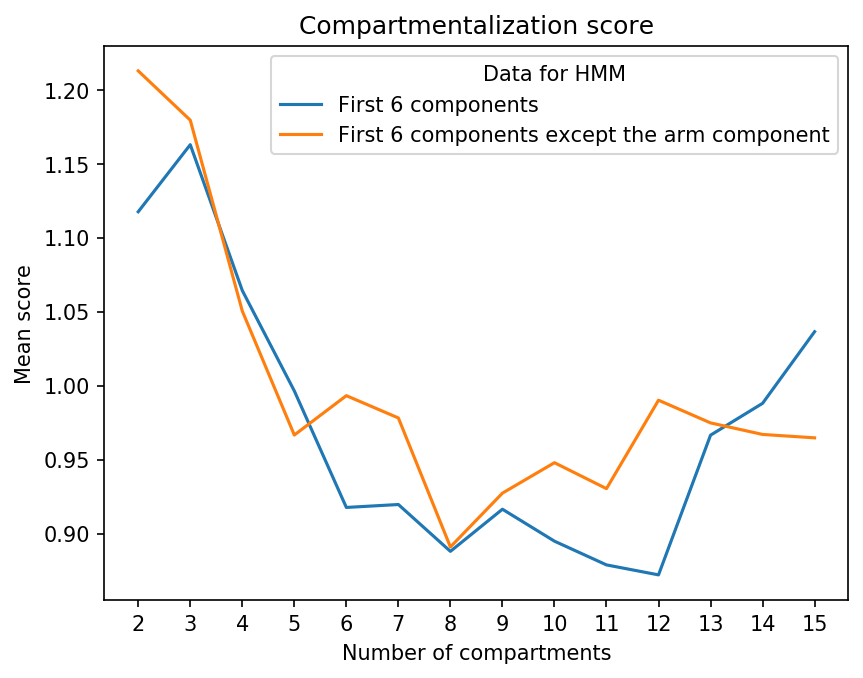 Compartmentalization score
Data for HMM
First 6 components
First 6 components except the arm component
Mean score
1.20
1.15
1.10
1.05
1.00
0.95
0.90
2 3 4 5 6 7 8 9 10 11 12 13 14 15
Number of compartments